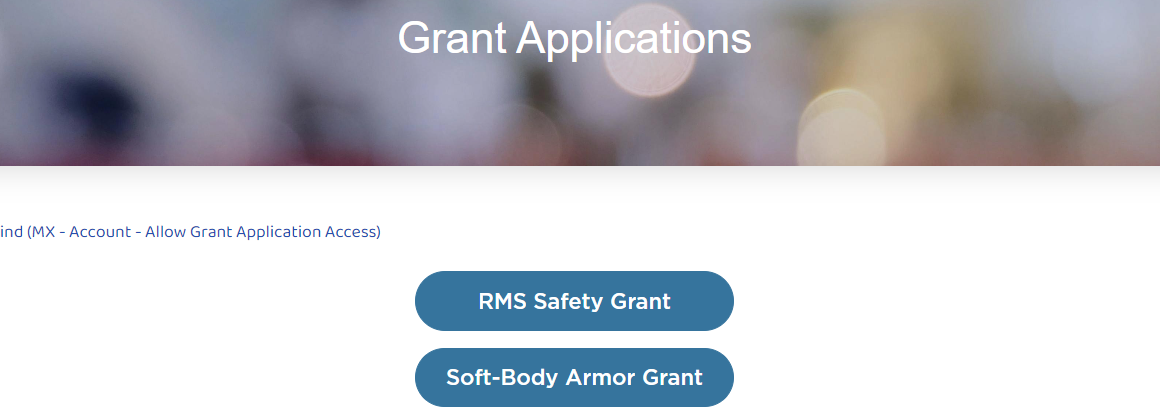 Grant Applications
ind (MX - Account - Allow Grant Application Access)
RMS Safety Grant
Soft-Body Armor Grant